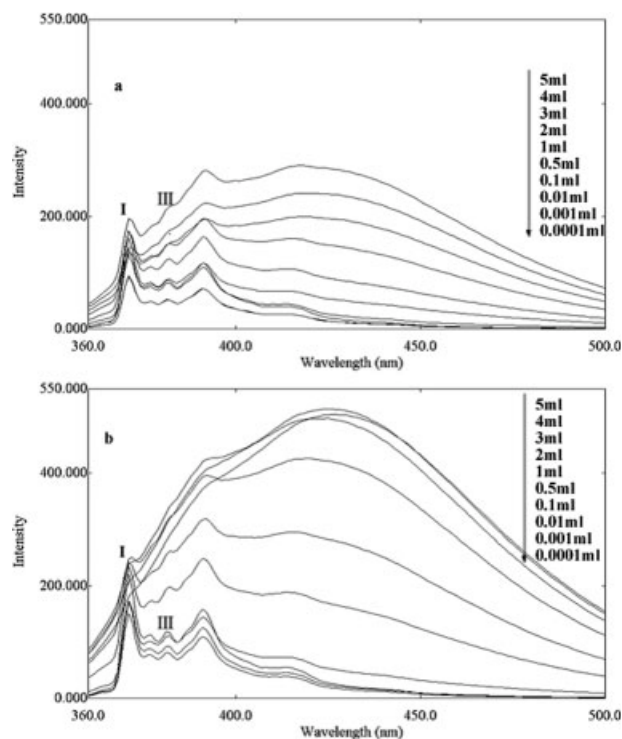 550.000
a
5ml
4ml
3ml
2ml
1ml
0.5ml
0.1ml
0.01ml
0.001ml
0.0001ml
400.000
Intensity
I
III
200.000
0.000
360.0
400.0
450.0
500.0
Wavelength (nm)
550.000
b
5ml
4ml
3ml
2ml
1ml
0.5ml
0.1ml
0.01ml
0.001ml
0.0001ml
400.000
Intensity
I
III
200.000
0.000
360.0
400.0
450.0
500.0
Wavelength (nm)